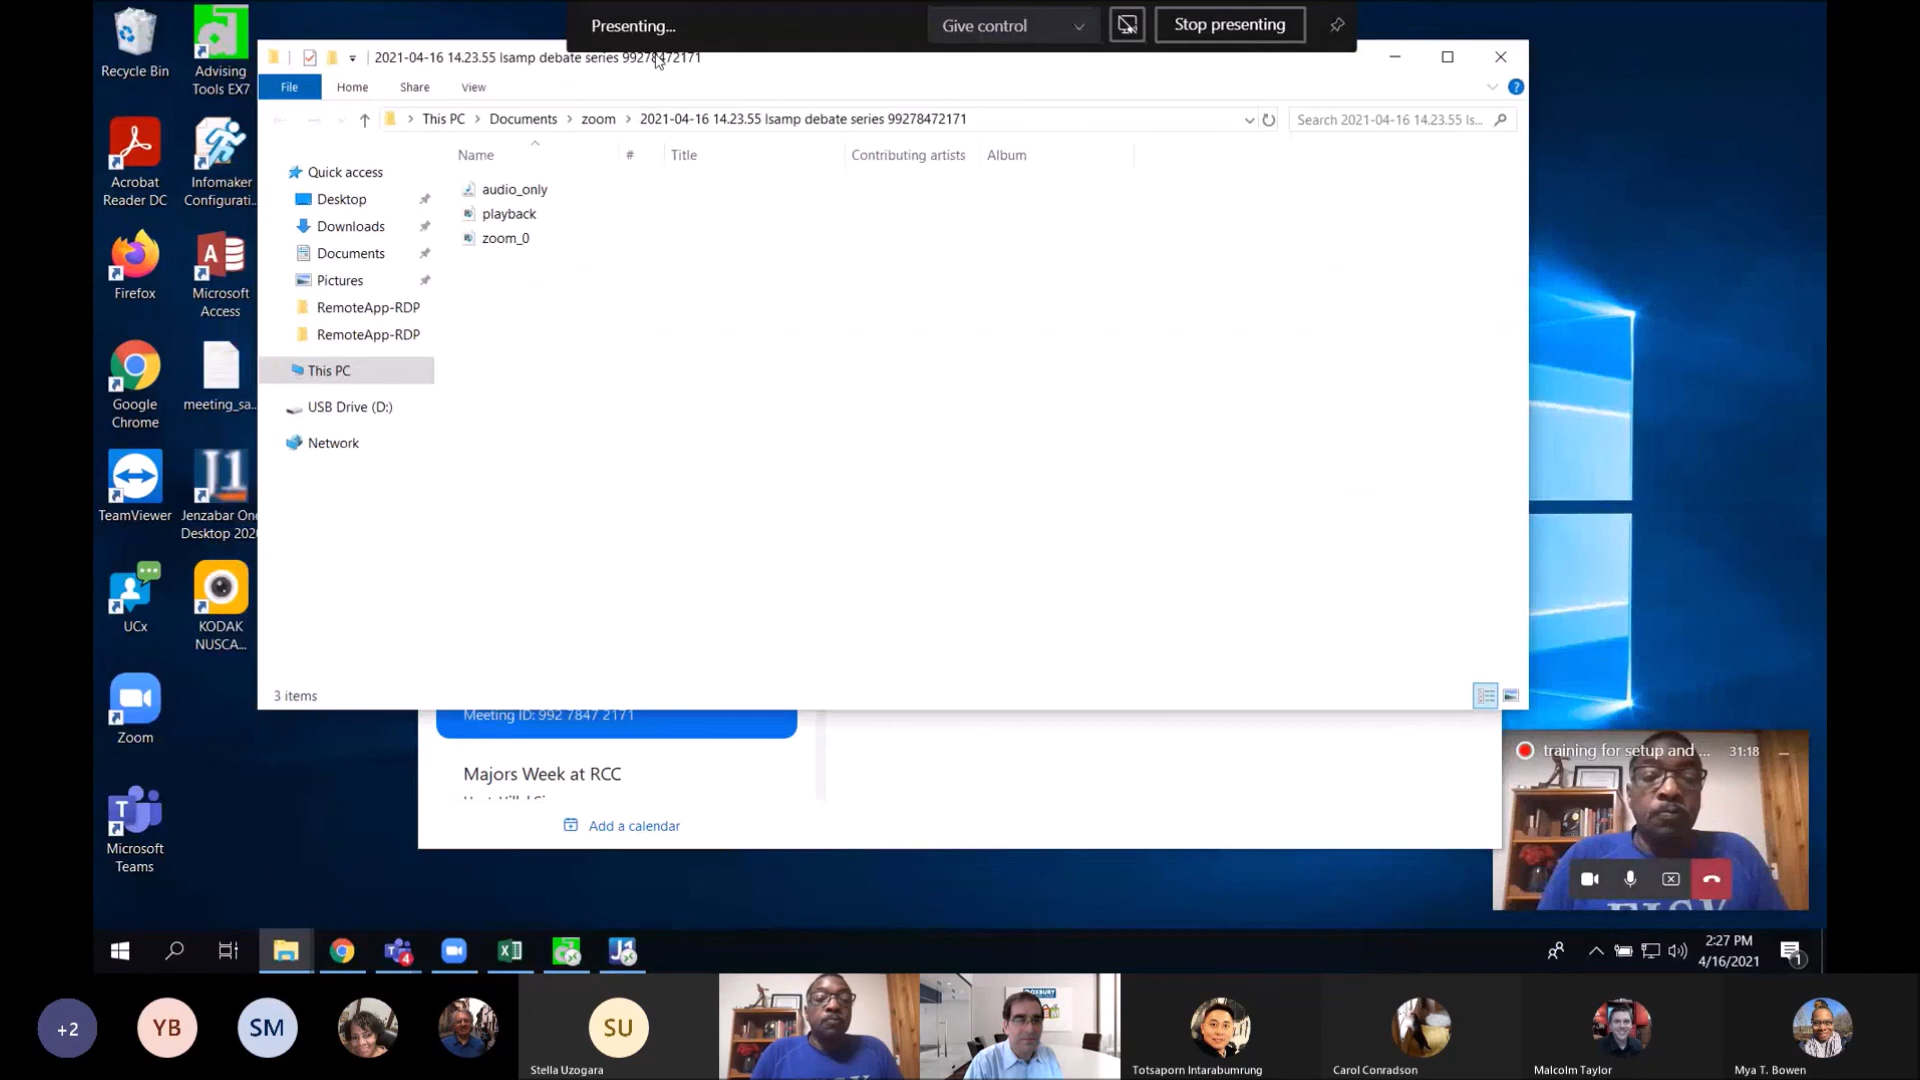 Presenting...
Give control
Stop presenting
2021-04-16 14.23.55 lsamp debate series 99278472171
File
Home
Share
View
This PC
Documents
zoom
2021-04-16 14.23.55 lsamp debate series 99278472171
Search 2021-04-16 14.23.55 ls...
Name
#
Title
Contributing artists
Album
audio_only
playback
zoom_0
Quick access
Desktop
Downloads
Documents
Pictures
RemoteApp-RDP
RemoteApp-RDP
This PC
USB Drive (D:)
Network
3 items
Recycle Bin
Advising
Tools EX7
Acrobat
Reader DC
Infomaker
Configurati...
Firefox
Microsoft
Access
Google
Chrome
meeting_sa...
TeamViewer
Jenzabar One
Desktop 202
UCx
KODAK
NUSCA...
Zoom
Microsoft
Teams
Meeting ID: 992 7847 2171
Majors Week at RCC
Add a calendar
training for setup and ...
31:18
2:27 PM
4/16/2021
+2
YB
SM
SU
Stella Uzogara
Totsaporn Intarabumrung
Carol Conradson
Malcolm Taylor
Mya T. Bowen